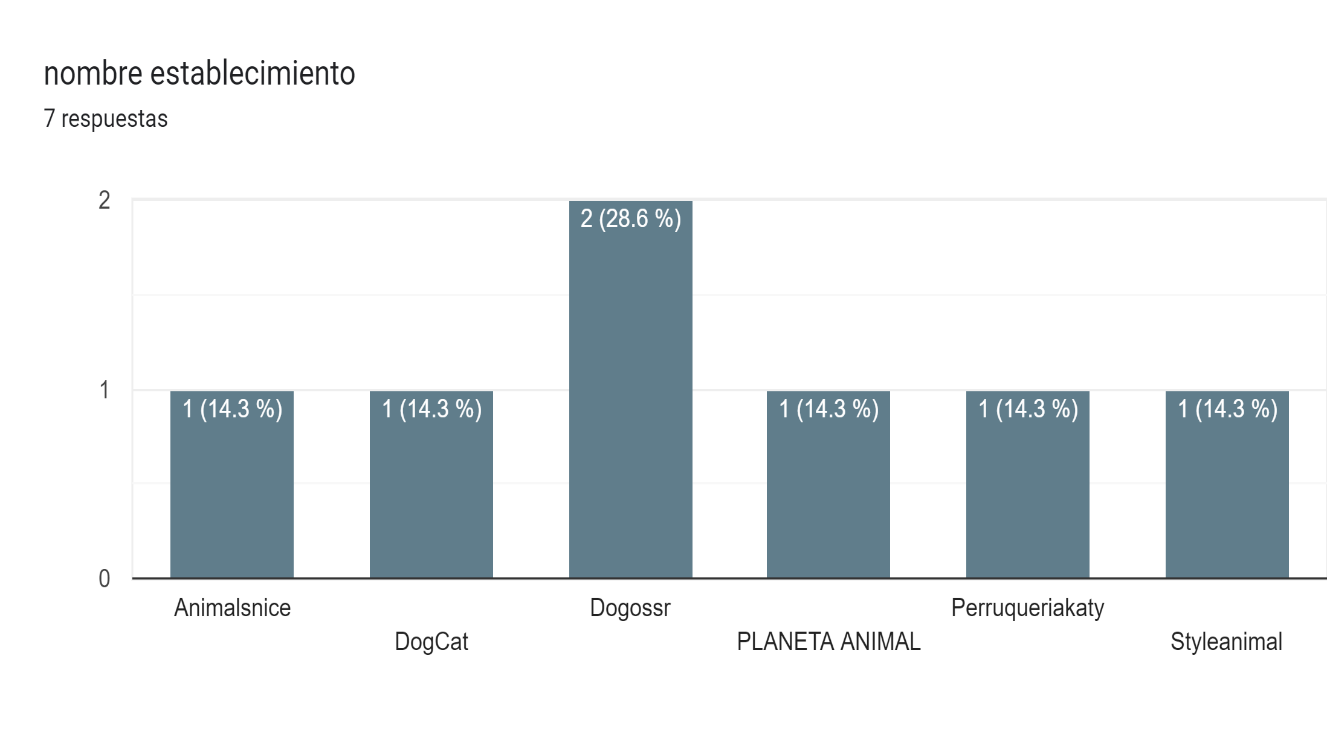 nombre establecimiento
7 respuestas
2
2 (28.6 %)
1
1 (14.3 %)
1 (14.3 %)
1 (14.3 %)
1 (14.3 %)
1 (14.3 %)
0
Animalsnice
DogCat
Dogossr
PLANETA ANIMAL
Perruqueriakaty
Styleanimal